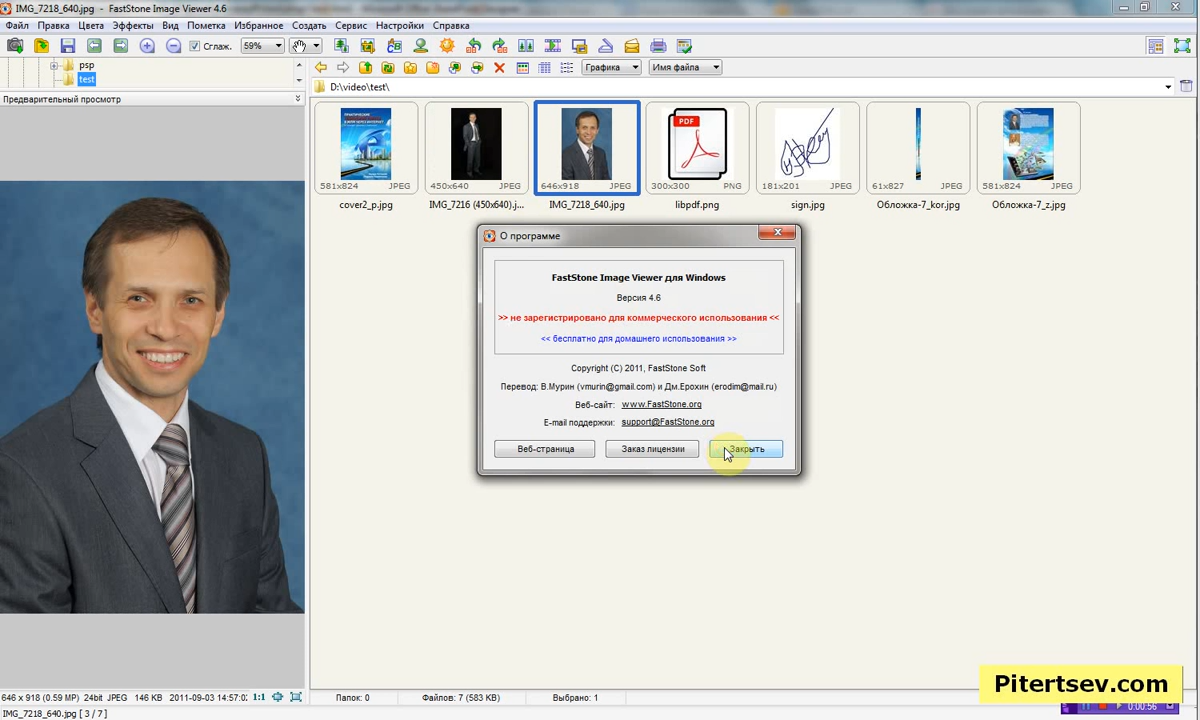 IMG_7218_640.jpg - FastStone Image Viewer 4.6
Файл Правка Цвета Эффекты Вид Пометка Избранное Создать Сервис Настройки Справка
Сглаж. 59%
psp
test
Графика Имя файла
Предварительный просмотр
D:\video\test\
581x824 JPEG
450x640 JPEG
646x918 JPEG
PDF
300x300 PNG
181x201 JPEG
61x827 JPEG
581x824 JPEG
cover2_p.jpg
IMG_7216 (450x640).j...
IMG_7218_640.jpg
libpdf.png
sign.jpg
Обложка-7_kor.jpg
Обложка-7_z.jpg
О программе
FastStone Image Viewer для Windows
Версия 4.6
>> не зарегистрировано для коммерческого использования <<
<< бесплатно для домашнего использования >>
Copyright (C) 2011, FastStone Soft
Перевод: В.Мурин (vmurin@gmail.com) и Дм.Ерохин (erodim@mail.ru)
Веб-сайт: www.FastStone.org
E-mail поддержки: support@FastStone.org
Веб-страница Заказ лицензии Закрыть
646 x 918 (0.59 MP) 24bit JPEG 146 KB 2011-09-03 14:57:02 1:1
Папок: 0 Файлов: 7 (583 KB) Выбрано: 1
Pitertsev.com
0:00:56
IMG_7218_640.jpg [ 3 / 7 ]